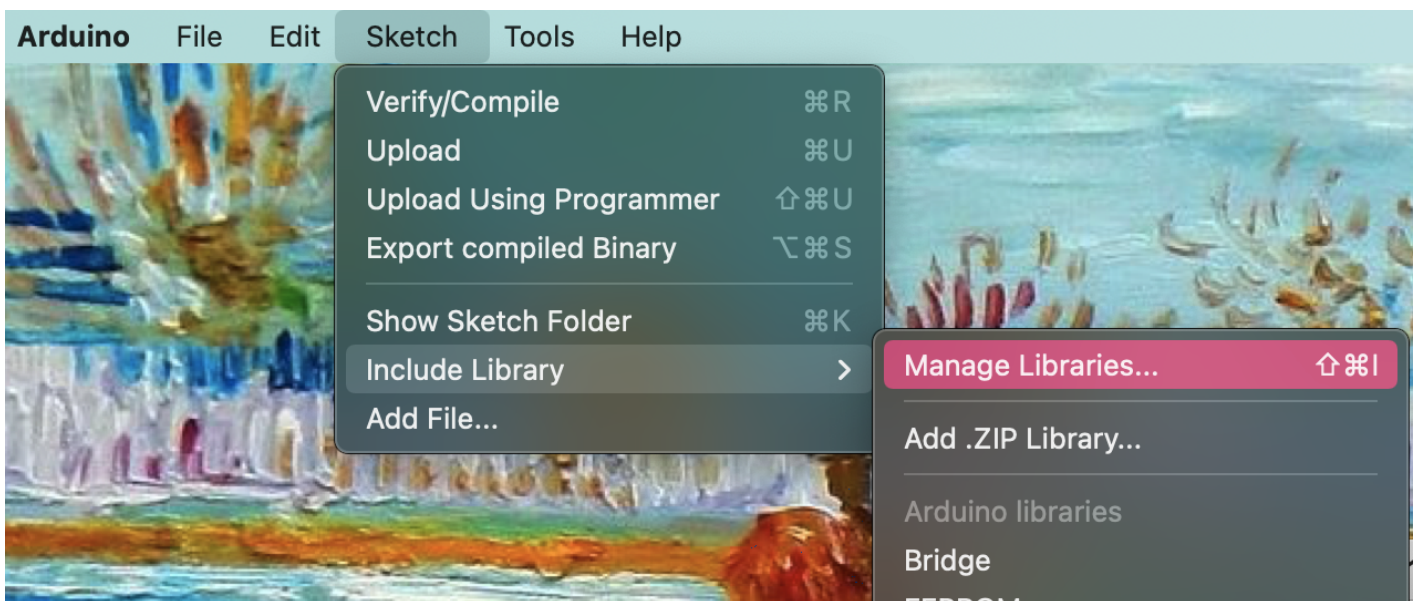 Arduino File Edit Sketch Tools Help
Verify/Compile ⌘R
Upload ⌘U
Upload Using Programmer ⇧⌘U
Export compiled Binary ⌥⌘S
Show Sketch Folder ⌘K
Include Library >
Add File...
Manage Libraries... ⇧⌘I
Add .ZIP Library...
Arduino libraries
Bridge